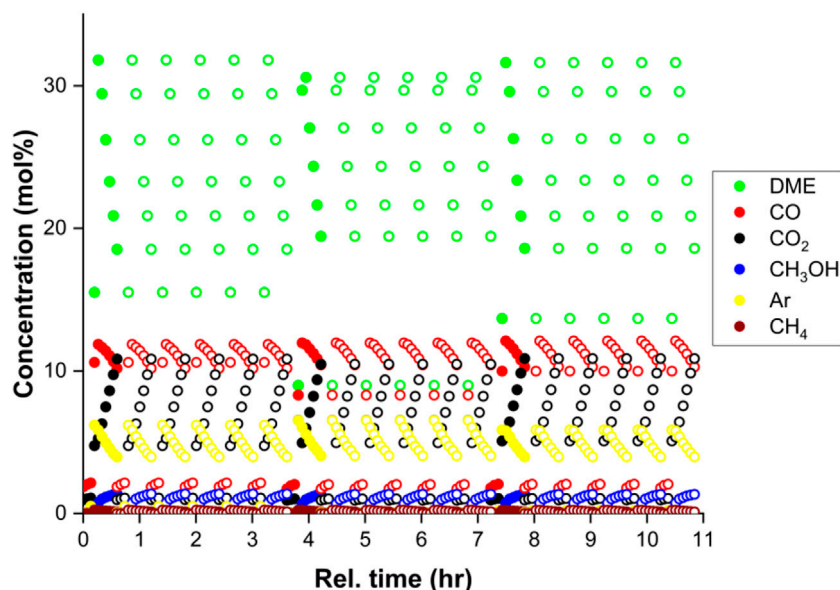 30
20
10
0
0 1 2 3 4 5 6 7 8 9 10 11
Concentration (mol%)
Rel. time (hr)
DME
CO
CO₂
CH₃OH
Ar
CH₄